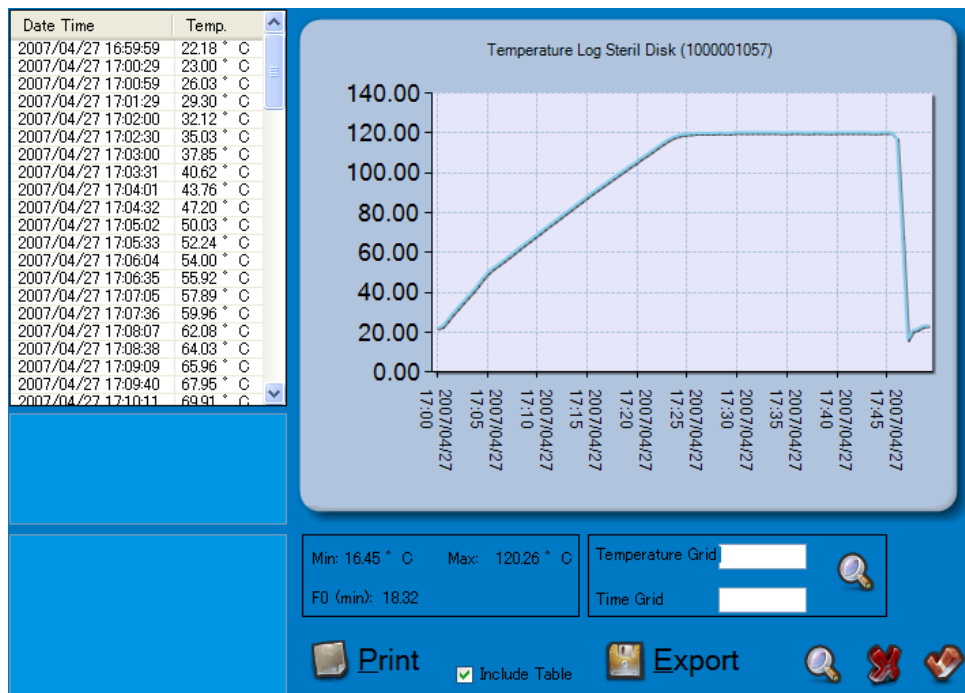 Date Time Temp.
2007/04/27 16:59:59 22.18 ° C
2007/04/27 17:00:29 23.00 ° C
2007/04/27 17:00:59 26.03 ° C
2007/04/27 17:01:29 29.30 ° C
2007/04/27 17:02:00 32.12 ° C
2007/04/27 17:02:30 35.03 ° C
2007/04/27 17:03:00 37.85 ° C
2007/04/27 17:03:31 40.62 ° C
2007/04/27 17:04:01 43.76 ° C
2007/04/27 17:04:32 47.20 ° C
2007/04/27 17:05:02 50.03 ° C
2007/04/27 17:05:33 52.24 ° C
2007/04/27 17:06:04 54.00 ° C
2007/04/27 17:06:35 55.92 ° C
2007/04/27 17:07:05 57.89 ° C
2007/04/27 17:07:36 59.96 ° C
2007/04/27 17:08:07 62.08 ° C
2007/04/27 17:08:38 64.03 ° C
2007/04/27 17:09:09 65.96 ° C
2007/04/27 17:09:40 67.95 ° C
2007/04/27 17:10:11 69.91 ° C
Temperature Log Steril Disk (1000001057)
140.00
120.00
100.00
80.00
60.00
40.00
20.00
0.00
2007/04/27
17:00
2007/04/27
17:05
2007/04/27
17:10
2007/04/27
17:15
2007/04/27
17:20
2007/04/27
17:25
2007/04/27
17:30
2007/04/27
17:35
2007/04/27
17:40
2007/04/27
17:45
Min: 16.45 ° C Max: 120.26 ° C
F0 (min): 18.32
Temperature Grid
Time Grid
Print
Include Table
Export